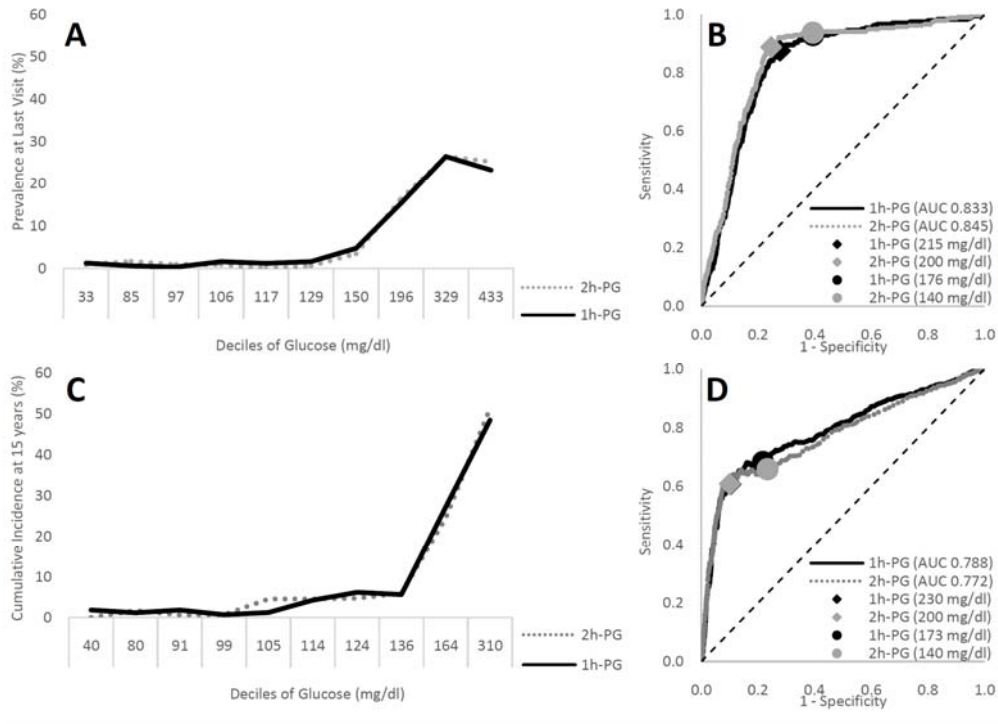 A
Prevalence at Last Visit (%)
60
50
40
30
20
10
0
33 85 97 106 117 129 150 196 329 433
Deciles of Glucose (mg/dl)
2h-PG
1h-PG
B
Sensitivity
1.0
0.8
0.6
0.4
0.2
0.0
1h-PG (AUC 0.833)
2h-PG (AUC 0.845)
1h-PG (215 mg/dl)
2h-PG (200 mg/dl)
1h-PG (176 mg/dl)
2h-PG (140 mg/dl)
0.0 0.2 0.4 0.6 0.8 1.0
1 - Specificity
C
Cumulative Incidence at 15 years (%)
60
50
40
30
20
10
0
40 80 91 99 105 114 124 136 164 310
Deciles of Glucose (mg/dl)
2h-PG
1h-PG
D
Sensitivity
1.0
0.8
0.6
0.4
0.2
0.0
1h-PG (AUC 0.788)
2h-PG (AUC 0.772)
1h-PG (230 mg/dl)
2h-PG (200 mg/dl)
1h-PG (173 mg/dl)
2h-PG (140 mg/dl)
0.0 0.2 0.4 0.6 0.8 1.0
1 - Specificity